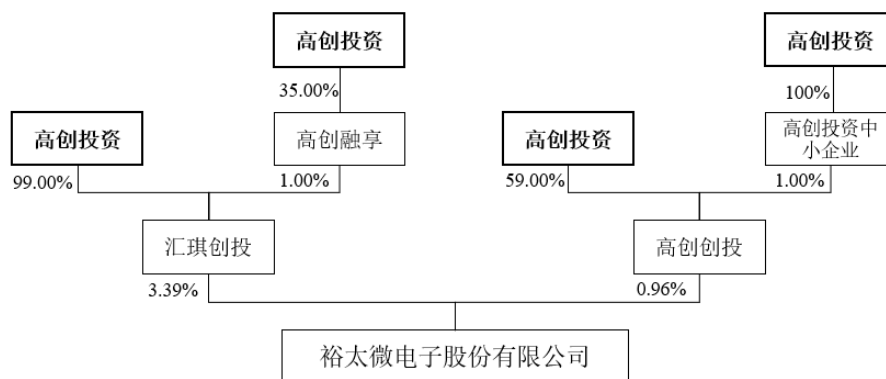 高创投资
高创投资
35.00%
100%
高创投资
高创融享
高创投资
高创投资中
小企业
99.00%
1.00%
59.00%
1.00%
汇琪创投
高创创投
3.39%
0.96%
裕太微电子股份有限公司